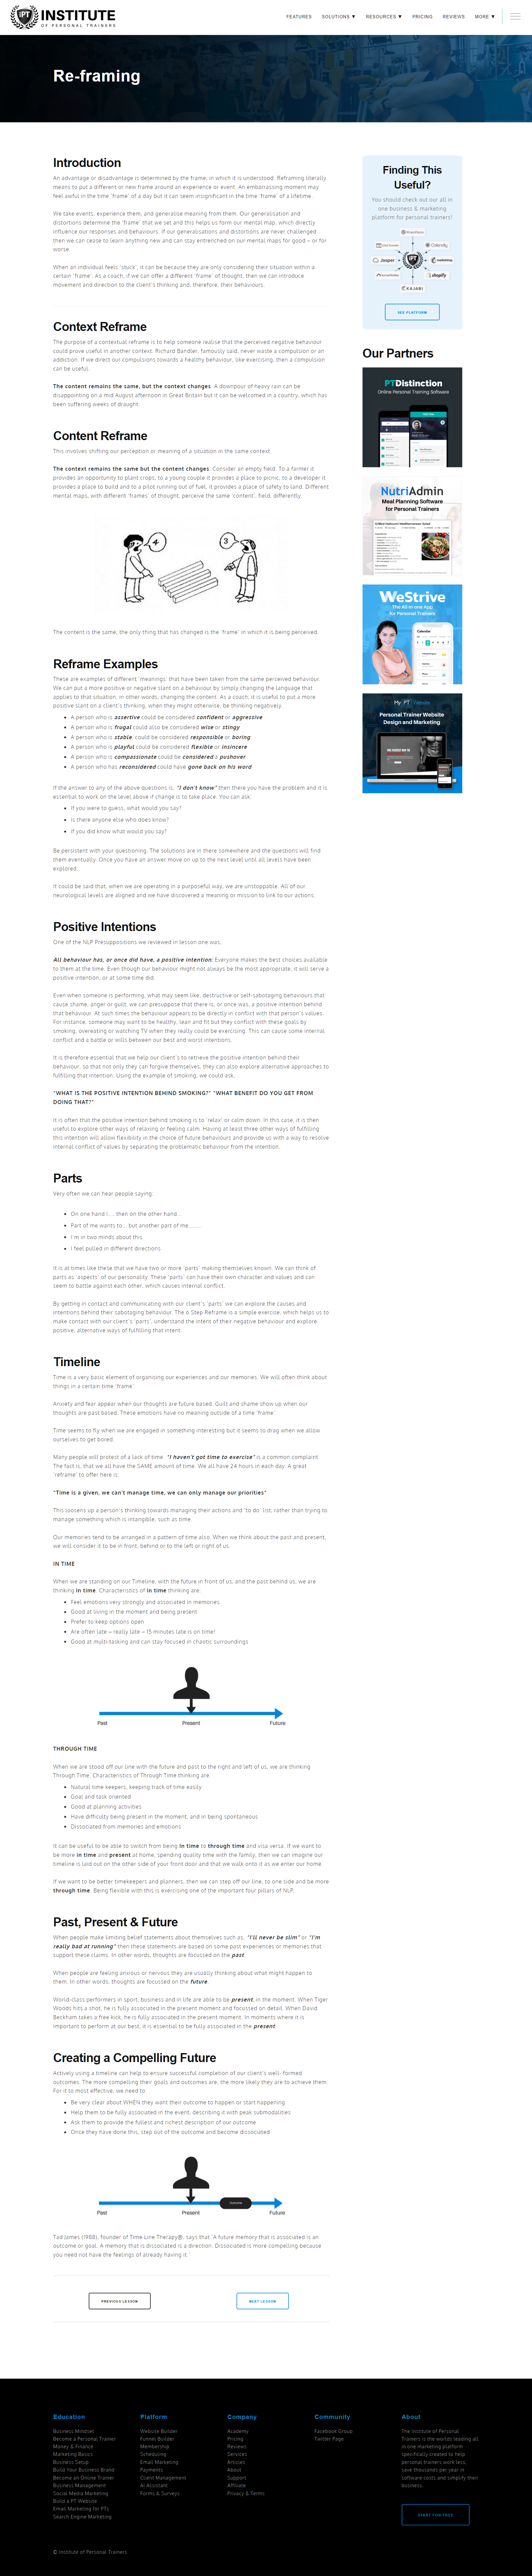 IPT INSTITUTE
OF PERSONAL TRAINERS
FEATURES SOLUTIONS ▼ RESOURCES ▼ PRICING REVIEWS MORE ▼
Re-framing
Introduction
An advantage or disadvantage is determined by the frame, in which it is understood. Reframing literally
means to put a different or new frame around an experience or event. An embarrassing moment may
feel awful in the time 'frame' of a day but it can seem insignificant in the time 'frame' of a lifetime.
We take events, experience them, and generalise meaning from them. Our generalisation and
distortions determine the 'frame' that we set and this helps us form our mental map, which directly
influence our responses and behaviours. If our generalisations and distortions are never challenged
then we can cease to learn anything new and can stay entrenched on our mental maps for good – or for
worse.
When an individual feels 'stuck', it can be because they are only considering their situation within a
certain 'frame'. As a coach, if we can offer a different 'frame' of thought, then we can introduce
movement and direction to the client's thinking and, therefore, their behaviours.
Context Reframe
The purpose of a contextual reframe is to help someone realise that the perceived negative behaviour
could prove useful in another context. Richard Bandler, famously said, never waste a compulsion or an
addiction. If we direct our compulsions towards a healthy behaviour, like exercising, then a compulsion
can be useful.
The content remains the same, but the context changes. A downpour of heavy rain can be
disappointing on a mid August afternoon in Great Britain but it can be welcomed in a country, which has
been suffering weeks of draught.
Content Reframe
This involves shifting our perception or meaning of a situation in the same context.
The context remains the same but the content changes. Consider an empty field. To a farmer it
provides an opportunity to plant crops, to a young couple it provides a place to picnic, to a developer it
provides a place to build and to a pilot running out of fuel, it provides a place of safety to land. Different
mental maps, with different 'frames' of thought, perceive the same 'content', field, differently.
4 3
The content is the same; the only thing that has changed is the 'frame' in which it is being perceived.
Reframe Examples
These are examples of different 'meanings' that have been taken from the same perceived behaviour.
We can put a more positive or negative slant on a behaviour by simply changing the language that
applies to that situation, in other words, changing the content. As a coach, it is useful to put a more
positive slant on a client's thinking, when they might otherwise, be thinking negatively.
• A person who is assertive could be considered confident or aggressive
• A person who is frugal could also be considered wise or stingy
• A person who is stable, could be considered responsible or boring
• A person who is playful could be considered flexible or insincere
• A person who is compassionate could be considered a pushover
• A person who has reconsidered could have gone back on his word
If the answer to any of the above questions is, "I don't know" then there you have the problem and it is
essential to work on the level above if change is to take place. You can ask:
• If you were to guess, what would you say?
• Is there anyone else who does know?
• If you did know what would you say?
Be persistent with your questioning. The solutions are in there somewhere and the questions will find
them eventually. Once you have an answer move on up to the next level until all levels have been
explored.
It could be said that, when we are operating in a purposeful way, we are unstoppable. All of our
neurological levels are aligned and we have discovered a meaning or mission to link to our actions.
Positive Intentions
One of the NLP Presuppositions we reviewed in lesson one was,
All behaviour has, or once did have, a positive intention: Everyone makes the best choices available
to them at the time. Even though our behaviour might not always be the most appropriate, it will serve a
positive intention, or at some time did.
Even when someone is performing, what may seem like, destructive or self-sabotaging behaviours that
cause shame, anger or guilt, we can presuppose that there is, or once was, a positive intention behind
that behaviour. At such times the behaviour appears to be directly in conflict with that person's values.
For instance, someone may want to be healthy, lean and fit but they conflict with these goals by
smoking, overeating or watching TV when they really could be exercising. This can cause some internal
conflict and a battle or wills between our best and worst intentions.
It is therefore essential that we help our client's to retrieve the positive intention behind their
behaviour, so that not only they can forgive themselves, they can also explore alternative approaches to
fulfilling that intention. Using the example of smoking, we could ask,
"WHAT IS THE POSITIVE INTENTION BEHIND SMOKING?" "WHAT BENEFIT DO YOU GET FROM
DOING THAT?"
It is often that the positive intention behind smoking is to 'relax' or calm down. In this case, it is then
useful to explore other ways of relaxing or feeling calm. Having at least three other ways of fulfilling
this intention will allow flexibility in the choice of future behaviours and provide us with a way to resolve
internal conflict of values by separating the problematic behaviour from the intention.
Parts
Very often we can hear people saying:
• On one hand I….. then on the other hand….
• Part of me wants to… but another part of me………
• I'm in two minds about this
• I feel pulled in different directions
It is at times like these that we have two or more 'parts' making themselves known. We can think of
parts as 'aspects' of our personality. These 'parts' can have their own character and values and can
seem to battle against each other, which causes internal conflict.
By getting in contact and communicating with our client's 'parts' we can explore the causes and
intentions behind their sabotaging behaviour. The 6 Step Reframe is a simple exercise, which helps us to
make contact with our client's 'parts', understand the intent of their negative behaviour and explore
positive, alternative ways of fulfilling that intent.
Timeline
Time is a very basic element of organising our experiences and our memories. We will often think about
things in a certain time 'frame'.
Anxiety and fear appear when our thoughts are future based. Guilt and shame show up when our
thoughts are past based. These emotions have no meaning outside of a time 'frame'.
Time seems to fly when we are engaged in something interesting but it seems to drag when we allow
ourselves to get bored.
Many people will protest of a lack of time. "I haven't got time to exercise" is a common complaint.
The fact is, that we all have the SAME amount of time. We all have 24 hours in each day. A great
'reframe' to offer here is:
"Time is a given, we can't manage time, we can only manage our priorities"
This loosens up a person's thinking towards managing their actions and 'to do' list, rather than trying to
manage something which is intangible, such as time.
Our memories tend to be arranged in a pattern of time also. When we think about the past and present,
we will consider it to be in front, behind or to the left or right of us.
IN TIME
When we are standing on our Timeline, with the future in front of us, and the past behind us, we are
thinking in time. Characteristics of in time thinking are:
• Feel emotions very strongly and associated in memories
• Good at living in the moment and being present
• Prefer to keep options open
• Are often late – really late – 15 minutes late is on time!
• Good at multi-tasking and can stay focused in chaotic surroundings
Past Present Future
THROUGH TIME
When we are stood off our line with the future and past to the right and left of us, we are thinking
Through Time. Characteristics of Through Time thinking are:
• Natural time keepers, keeping track of time easily
• Goal and task oriented
• Good at planning activities
• Have difficulty being present in the moment, and in being spontaneous
• Dissociated from memories and emotions
It can be useful to be able to switch from being in time to through time and visa versa. If we want to
be more in time and present at home, spending quality time with the family, then we can imagine our
timeline is laid out on the other side of your front door and that we walk onto as we enter our home.
If we want to be better timekeepers and planners, then we can step off our line, to one side and be more
through time. Being flexible with this is exercising one of the important four pillars of NLP.
Past, Present & Future
When people make limiting belief statements about themselves such as, "I'll never be slim" or "I'm
really bad at running" then these statements are based on some past experiences or memories that
support these claims. In other words, thoughts are focussed on the past.
When people are feeling anxious or nervous they are usually thinking about what might happen to
them. In other words, thoughts are focussed on the future.
World-class performers in sport, business and in life are able to be present, in the moment. When Tiger
Woods hits a shot, he is fully associated in the present moment and focussed on detail. When David
Beckham takes a free kick, he is fully associated in the present moment. In moments where it is
important to perform at our best, it is essential to be fully associated in the present.
Creating a Compelling Future
Actively using a timeline can help to ensure successful completion of our client's well- formed
outcomes. The more compelling their goals and outcomes are, the more likely they are to achieve them.
For it to most effective, we need to:
• Be very clear about WHEN they want their outcome to happen or start happening
• Help them to be fully associated in the event, describing it with peak submodalities
• Ask them to provide the fullest and richest description of our outcome
• Once they have done this, step out of the outcome and become dissociated.
Outcome
Past Present Future
Tad James (1988), founder of Time Line Therapy®, says that 'A future memory that is associated is an
outcome or goal. A memory that is dissociated is a direction. Dissociated is more compelling because
you need not have the feelings of already having it.'
PREVIOUS LESSON NEXT LESSON
Finding This
Useful?
You should check out our all in
one business & marketing
platform for personal trainers!
Calendly
Jasper
IPT
mailchimp
shopify
KAJABI
SEE PLATFORM
Our Partners
PTDistinction
Online Personal Training Software
NutriAdmin
Meal Planning Software
for Personal Trainers
WeStrive
The All in one App
for Personal Trainers
Calendar
My PT Website
Personal Trainer Website
Design and Marketing
Education
Business Mindset
Become a Personal Trainer
Money & Finance
Marketing Basics
Business Setup
Build Your Business Brand
Become an Online Trainer
Business Management
Social Media Marketing
Build a PT Website
Email Marketing for PTs
Search Engine Marketing
Platform
Website Builder
Funnel Builder
Membership
Scheduling
Email Marketing
Payments
Client Management
AI Assistant
Forms & Surveys
Company
Academy
Pricing
Reviews
Services
Articles
About
Support
Affiliate
Privacy & Terms
Community
Facebook Group
Twitter Page
About
The Institute of Personal
Trainers is the worlds leading all
in one marketing platform
specifically created to help
personal trainers work less,
save thousands per year in
software costs and simplify their
business.
START FOR FREE
© Institute of Personal Trainers